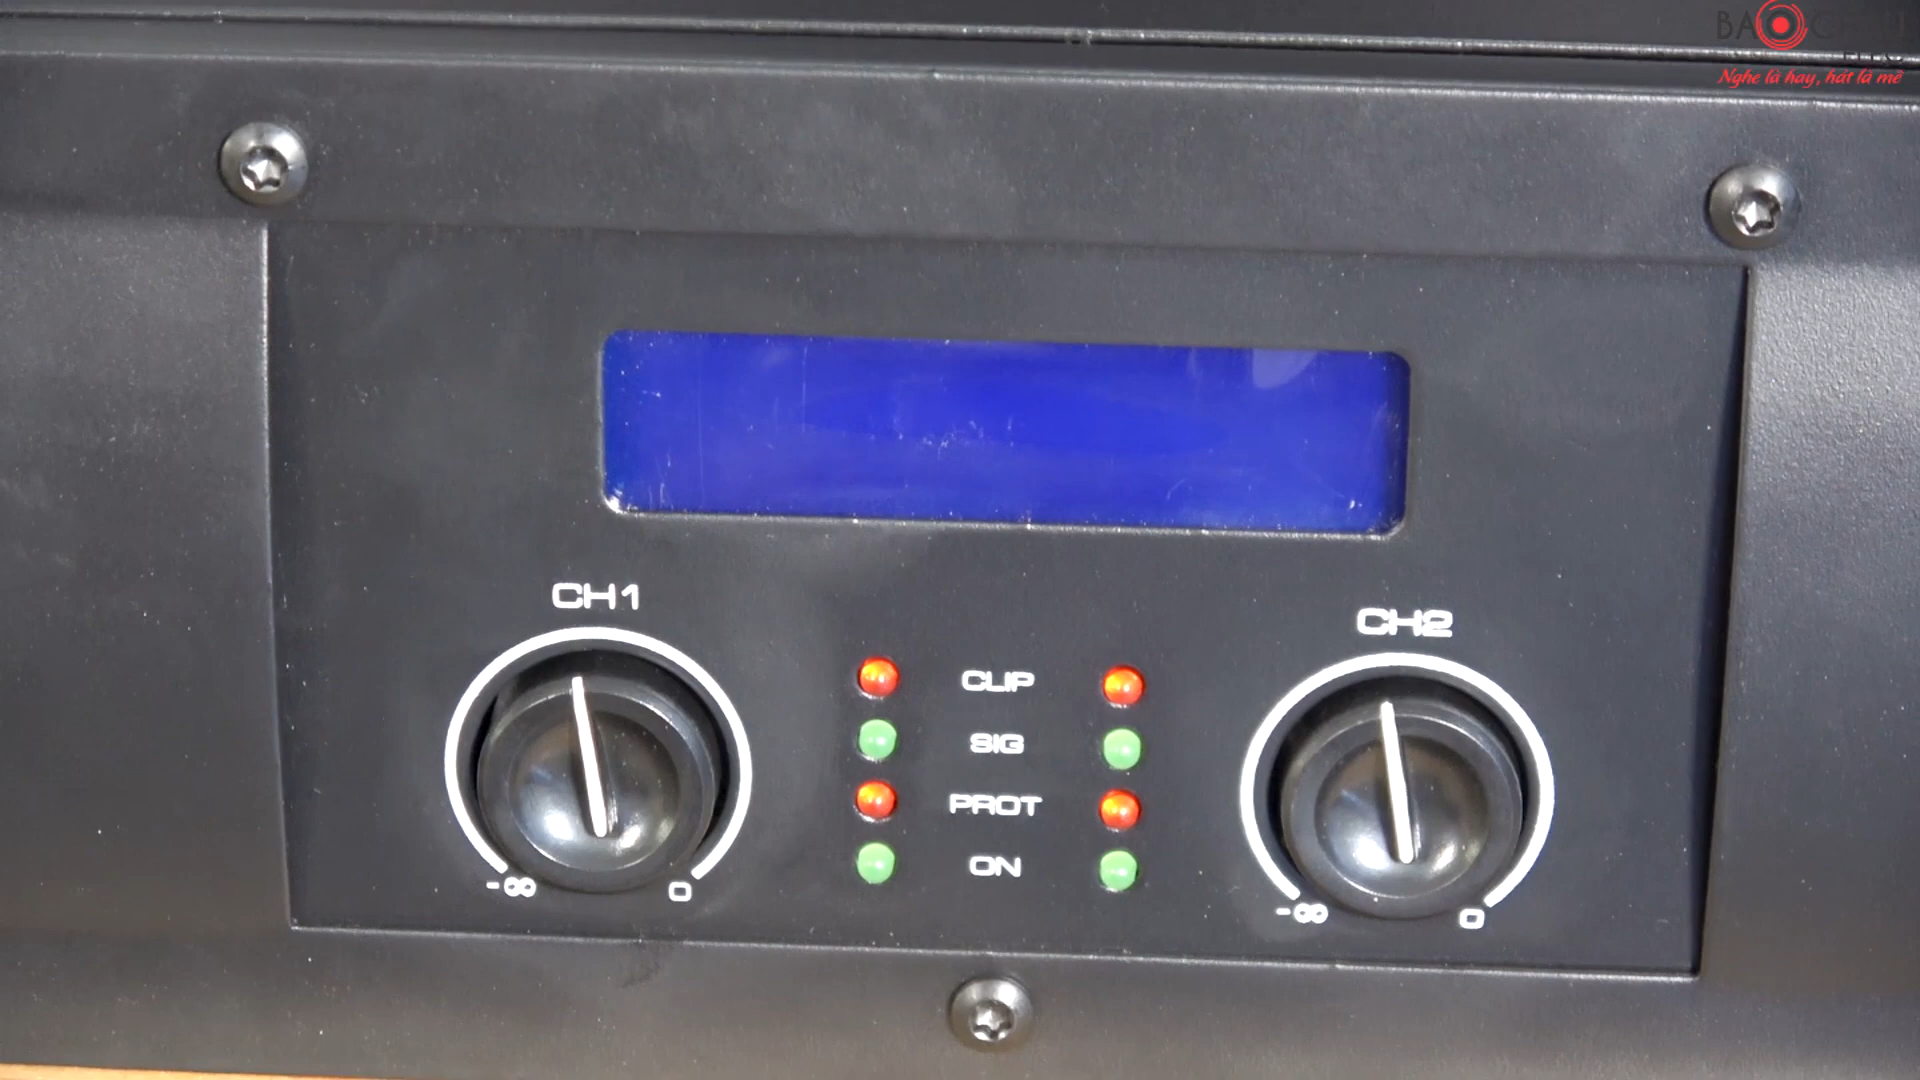 Nghe là hay, hát là mê
CH1
CH2
CLIP
SIG
PROT
ON
-∞ 0
-∞ 0